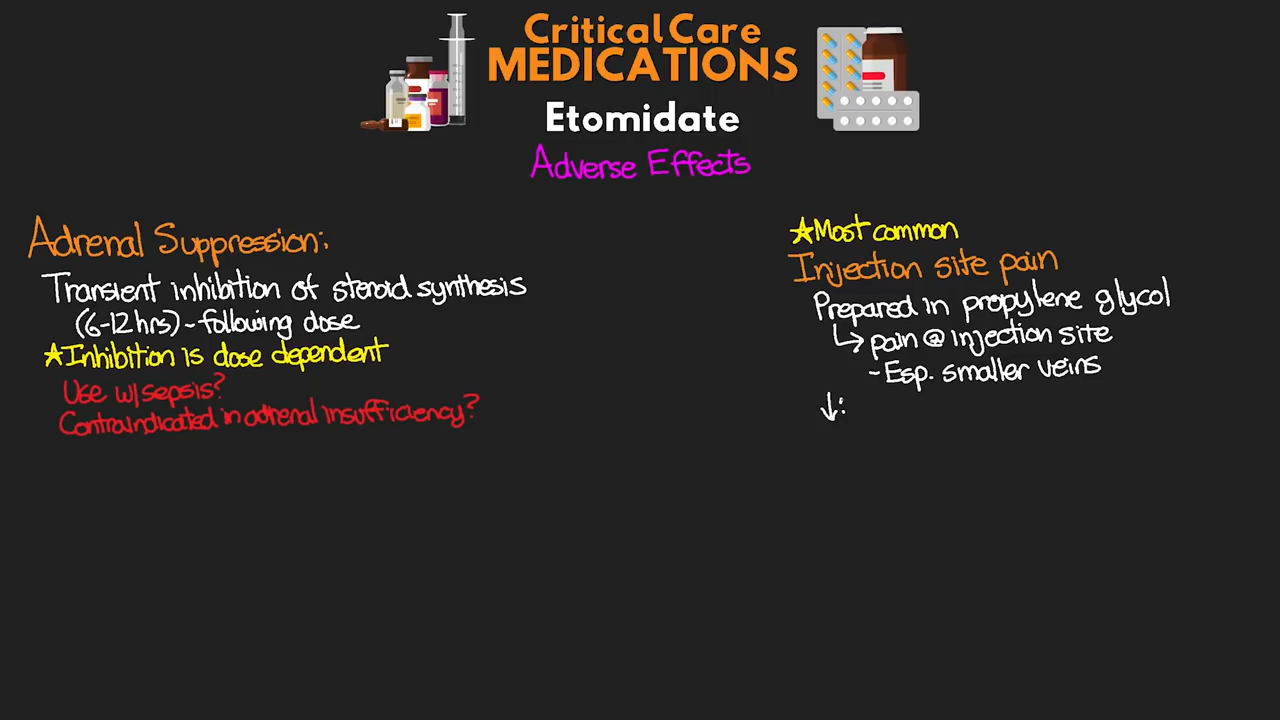 Critical Care
MEDICATIONS
Etomidate
Adverse Effects
Adrenal Suppression:
Transient inhibition of steroid synthesis
(6-12hrs) - following dose
☆Inhibition is dose dependent
Use w/sepsis?
Contraindicated in adrenal insufficiency?
☆Most common
Injection site pain
Prepared in propylene glycol
↳ pain @ injection site
- Esp. smaller veins
↓: